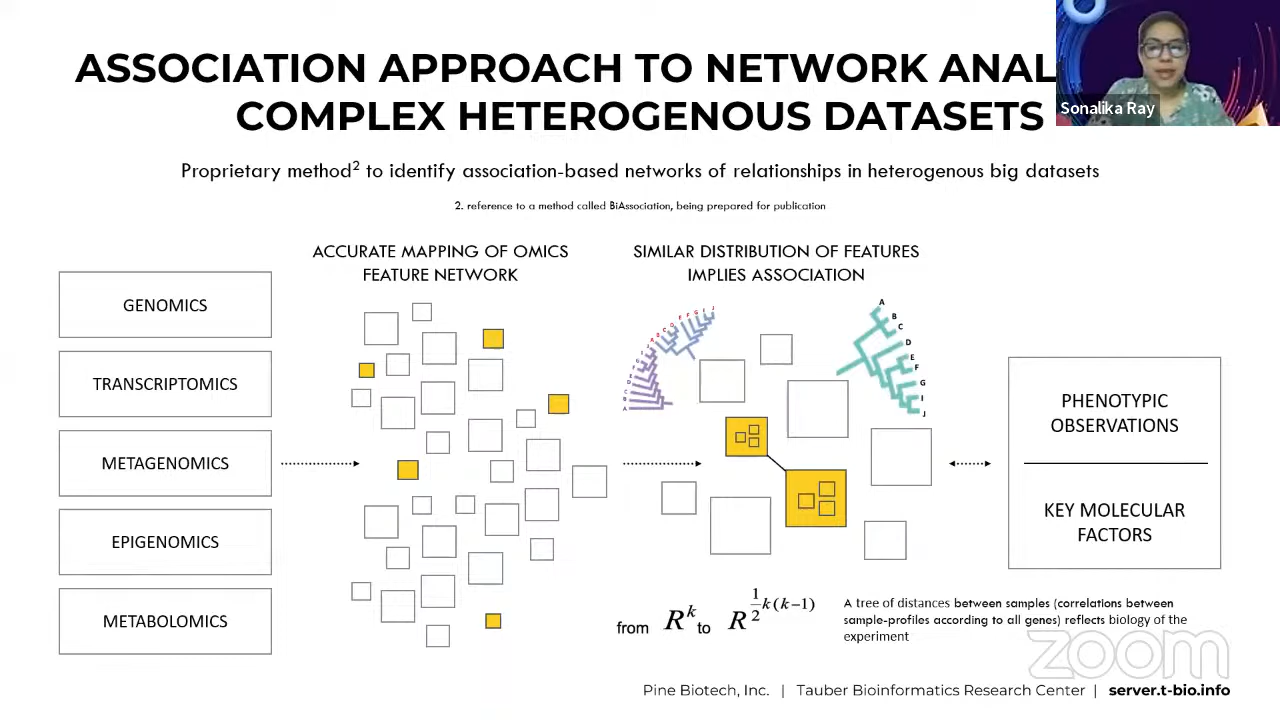 ASSOCIATION APPROACH TO NETWORK ANAL
COMPLEX HETEROGENOUS DATASETS
Sonalika Ray
Proprietary method² to identify association-based networks of relationships in heterogenous big datasets
2. reference to a method called BiAssociation, being prepared for publication
ACCURATE MAPPING OF OMICS
FEATURE NETWORK
SIMILAR DISTRIBUTION OF FEATURES
IMPLIES ASSOCIATION
GENOMICS
TRANSCRIPTOMICS
METAGENOMICS
EPIGENOMICS
METABOLOMICS
A
B
C
D
E
F
G
I
J
PHENOTYPIC
OBSERVATIONS
KEY MOLECULAR
FACTORS
from R^k to R^{\frac{1}{2}k(k-1)}
A tree of distances between samples (correlations between
sample-profiles according to all genes) reflects biology of the
experiment
zoom
Pine Biotech, Inc. | Tauber Bioinformatics Research Center | server.t-bio.info